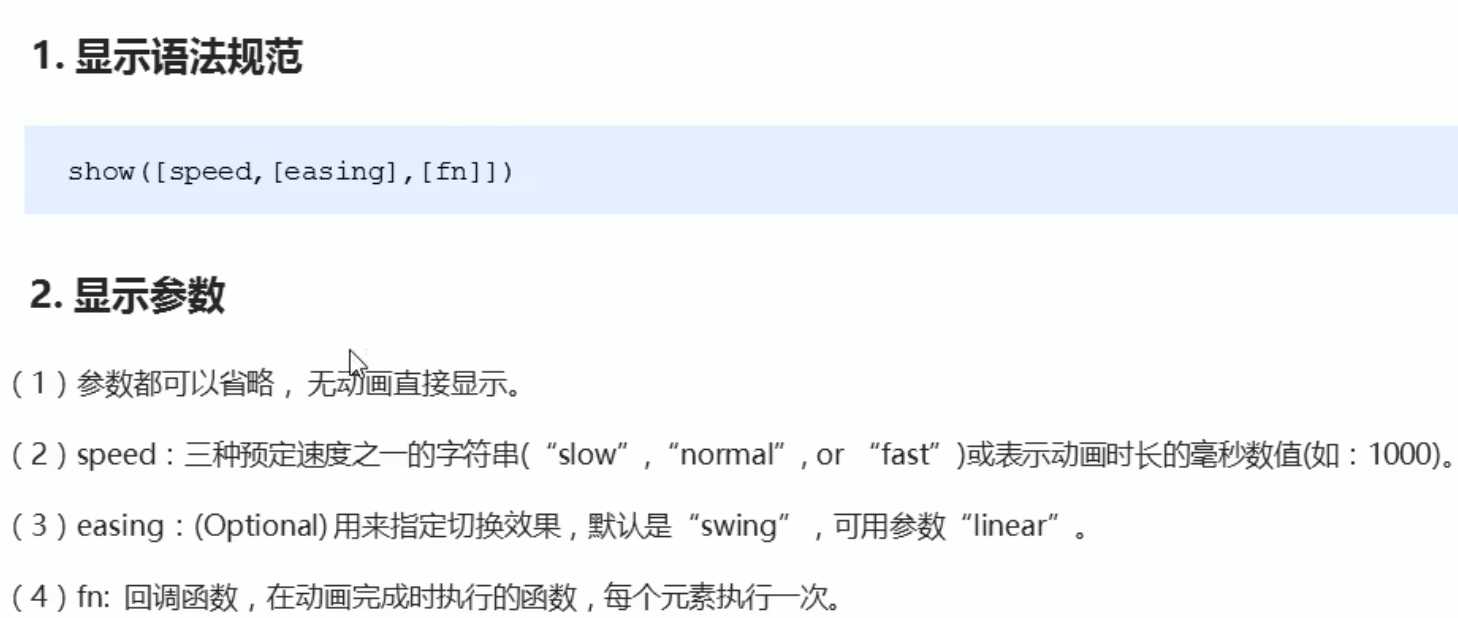 1. 显示语法规范
show([speed,[easing],[fn]])
2. 显示参数
（1）参数都可以省略，无动画直接显示。
（2）speed：三种预定速度之一的字符串(“slow”,“normal”, or “fast”)或表示动画时长的毫秒数值(如：1000)。
（3）easing：(Optional) 用来指定切换效果，默认是“swing”，可用参数“linear”。
（4）fn: 回调函数，在动画完成时执行的函数，每个元素执行一次。